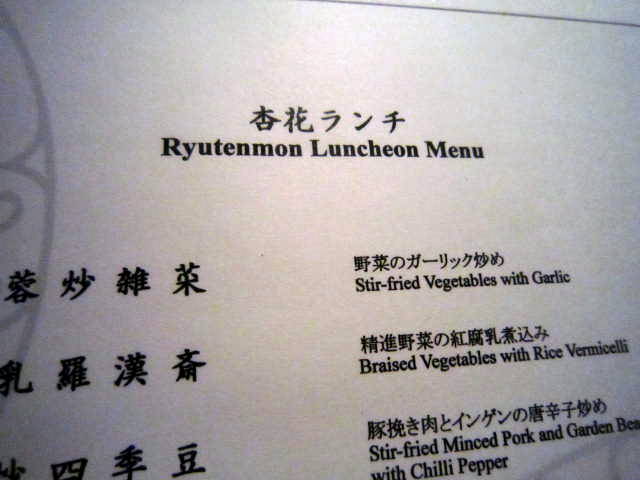 杏花ランチ
Ryutenmon Luncheon Menu
蓉炒雑菜
野菜のガーリック炒め
Stir-fried Vegetables with Garlic
乳羅漢斎
精進野菜の紅腐乳煮込み
Braised Vegetables with Rice Vermicelli
炒四季豆
豚挽き肉とインゲンの唐辛子炒め
Stir-fried Minced Pork and Garden Bea
with Chilli Pepper